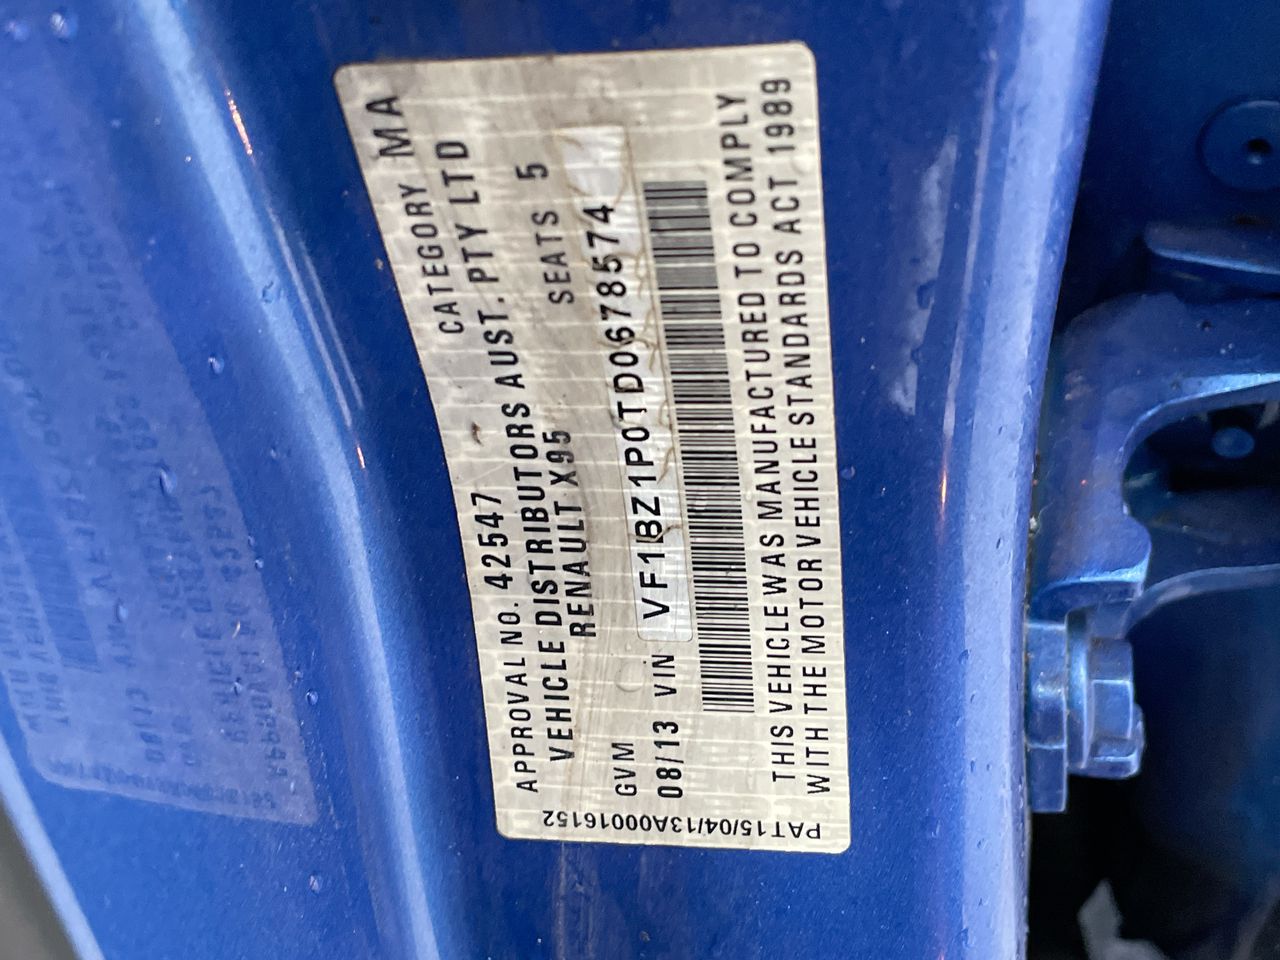 APPROVAL NO. 42547 CATEGORY MA
VEHICLE DISTRIBUTORS AUST. PTY LTD
RENAULT X95
GVM SEATS 5
08/13 VIN VF1BZ1P0TD0678574
THIS VEHICLE WAS MANUFACTURED TO COMPLY
WITH THE MOTOR VEHICLE STANDARDS ACT 1989
PAT15/04/13A00016152